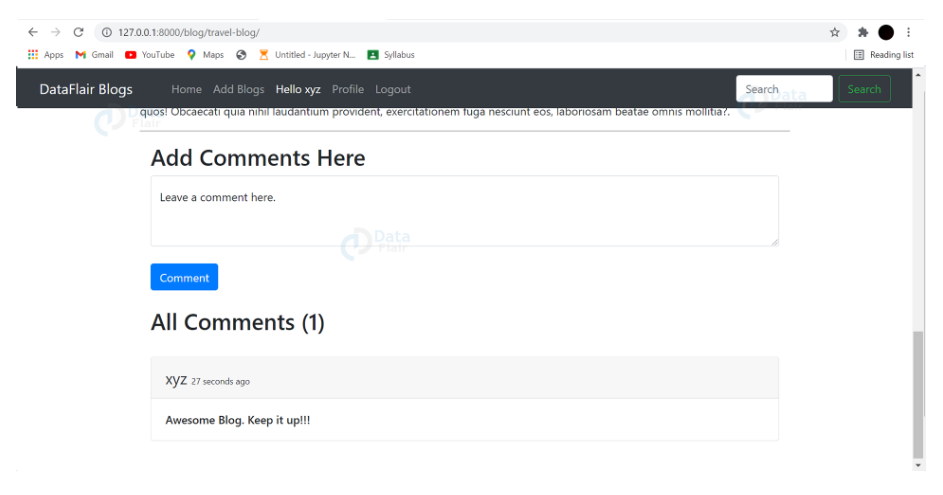 127.0.0.1:8000/blog/travel-blog/
Apps Gmail YouTube Maps Untitled - Jupyter N... Syllabus Reading list
DataFlair Blogs Home Add Blogs Hello xyz Profile Logout Search Search
quos! Obcaecati quia nihil laudantium provident, exercitationem fuga nesciunt eos, laboriosam beatae omnis mollitia?.
Add Comments Here
Leave a comment here.
Data
Flair
Comment
All Comments (1)
xyz 27 seconds ago
Awesome Blog. Keep it up!!!